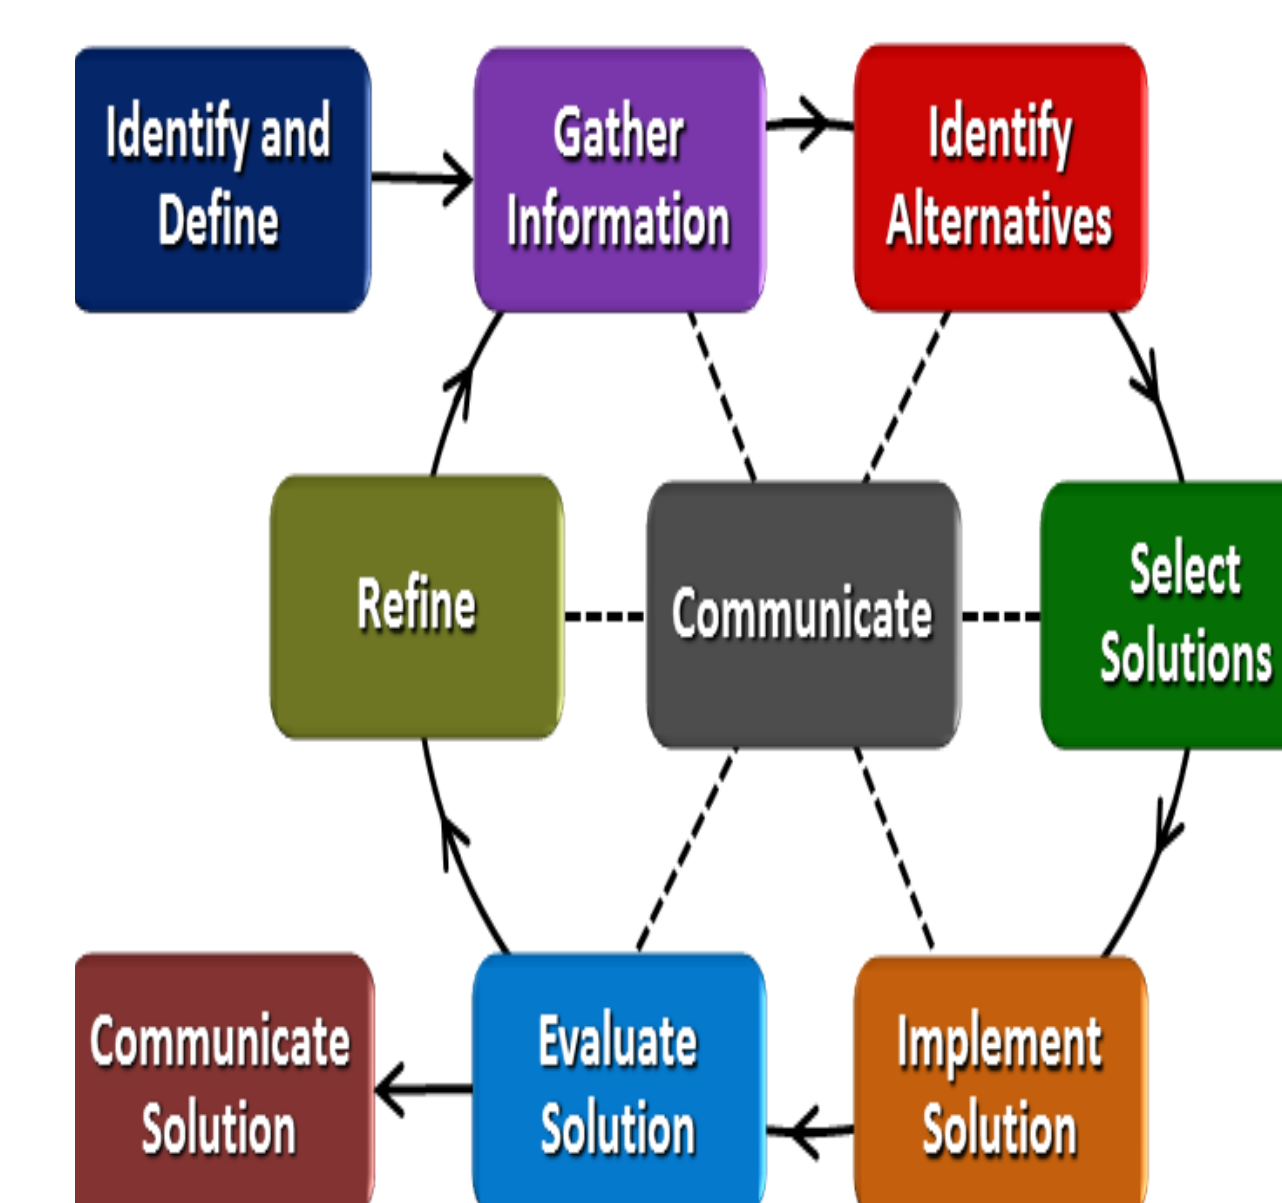 Identify and
Define
Gather
Information
Identify
Alternatives
Refine
Communicate
Select
Solutions
Communicate
Solution
Evaluate
Solution
Implement
Solution